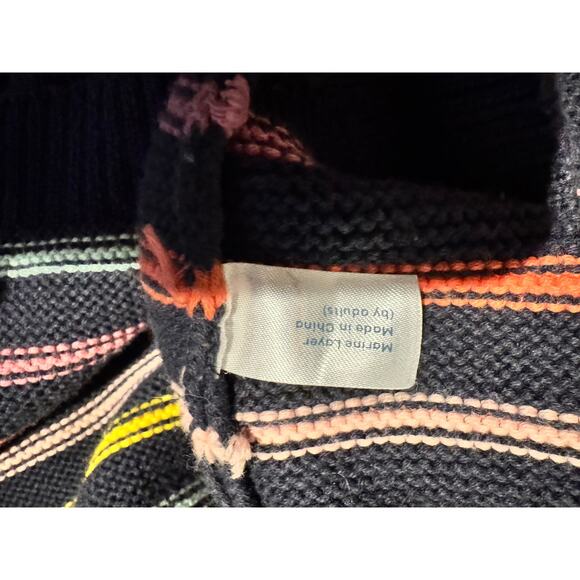 Marine Layer
Made in China
(by adults)